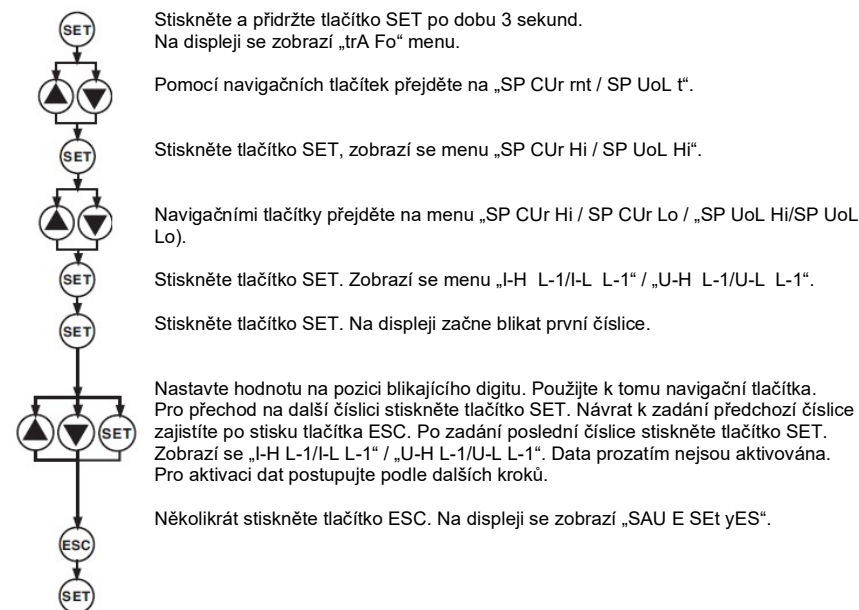 SET
Stiskněte a přidržte tlačítko SET po dobu 3 sekund.
Na displeji se zobrazí „trA Fo“ menu.
Pomocí navigačních tlačítek přejděte na „SP CUr rnt / SP UoL t“.
SET
Stiskněte tlačítko SET, zobrazí se menu „SP CUr Hi / SP UoL Hi“.
Navigačními tlačítky přejděte na menu „SP CUr Hi / SP CUr Lo / „SP UoL Hi/SP UoL
Lo).
SET
Stiskněte tlačítko SET. Zobrazí se menu „I-H  L-1/I-L  L-1“ / „U-H  L-1/U-L  L-1“.
SET
Stiskněte tlačítko SET. Na displeji začne blikat první číslice.
Nastavte hodnotu na pozici blikajícího digitu. Použijte k tomu navigační tlačítka.
Pro přechod na další číslici stiskněte tlačítko SET. Návrat k zadání předchozí číslice
SET
zajistíte po stisku tlačítka ESC. Po zadání poslední číslice stiskněte tlačítko SET.
Zobrazí se „I-H L-1/I-L L-1“ / „U-H L-1/U-L L-1“. Data prozatím nejsou aktivována.
Pro aktivaci dat postupujte podle dalších kroků.
Několikrát stiskněte tlačítko ESC. Na displeji se zobrazí „SAU E SEt yES“.
ESC
SET